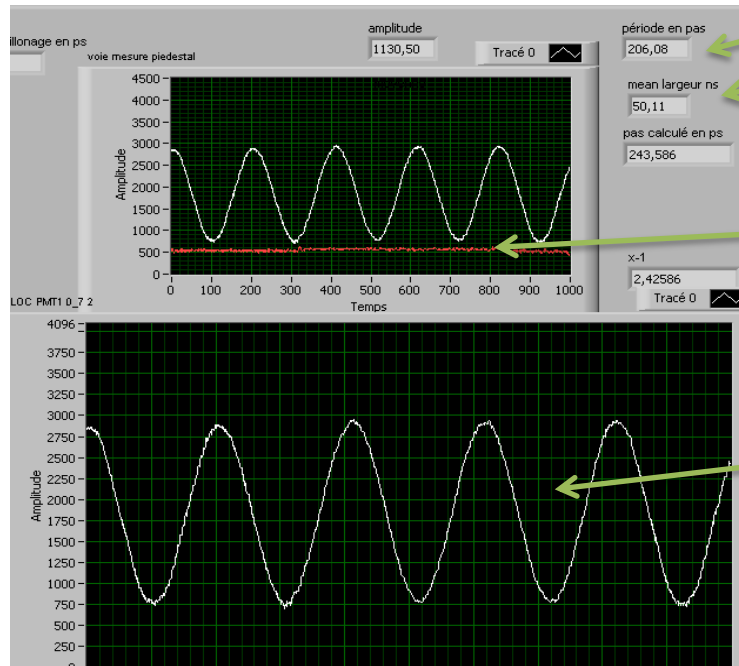 amplitude
1130,50
période en pas
206,08
illonage en ps
voie mesure piedestal
Tracé 0
mean largeur ns
50,11
pas calculé en ps
243,586
4500
4000
3500
3000
2500
2000
1500
1000
500
0
Amplitude
0 100 200 300 400 500 600 700 800 900 1000
Temps
x-1
2,42586
Tracé 0
LOC PMT1 0_7 2
4096
3750
3500
3250
3000
2750
2500
2250
2000
1750
1500
1250
1000
750
500
250
Amplitude